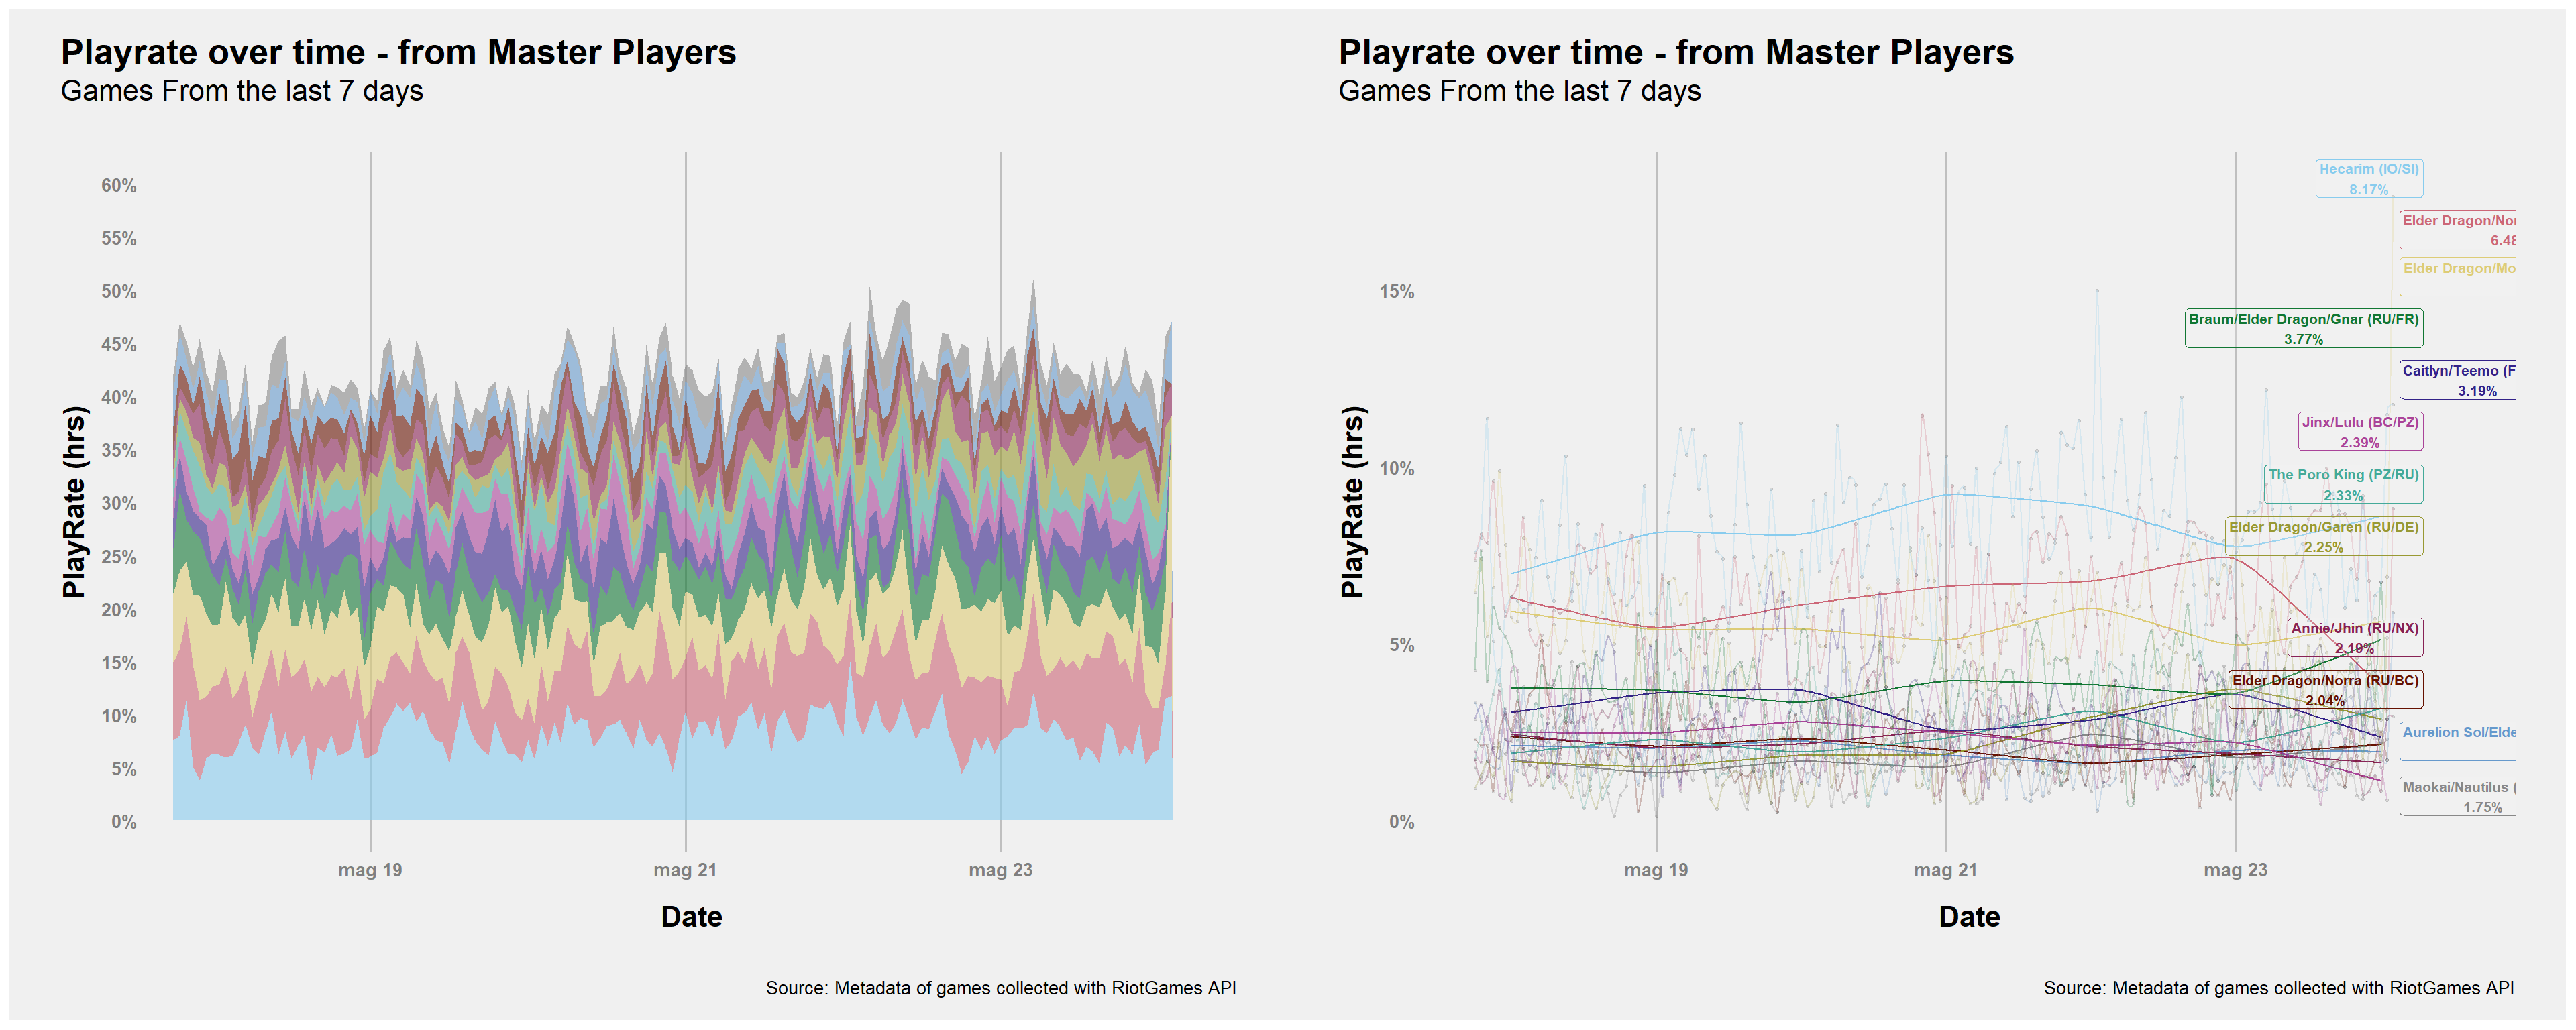 Playrate over time - from Master Players
Games From the last 7 days
PlayRate (hrs)
60%
55%
50%
45%
40%
35%
30%
25%
20%
15%
10%
5%
0%
mag 19
mag 21
mag 23
Date
Source: Metadata of games collected with RiotGames API
Playrate over time - from Master Players
Games From the last 7 days
PlayRate (hrs)
15%
10%
5%
0%
Hecarim (IO/SI)
8.17%
Elder Dragon/Nor
6.48
Elder Dragon/Mo
Braum/Elder Dragon/Gnar (RU/FR)
3.77%
Caitlyn/Teemo (F
3.19%
Jinx/Lulu (BC/PZ)
2.39%
The Poro King (PZ/RU)
2.33%
Elder Dragon/Garen (RU/DE)
2.25%
Annie/Jhin (RU/NX)
2.19%
Elder Dragon/Norra (RU/BC)
2.04%
Aurelion Sol/Elde
Maokai/Nautilus (
1.75%
mag 19
mag 21
mag 23
Date
Source: Metadata of games collected with RiotGames API